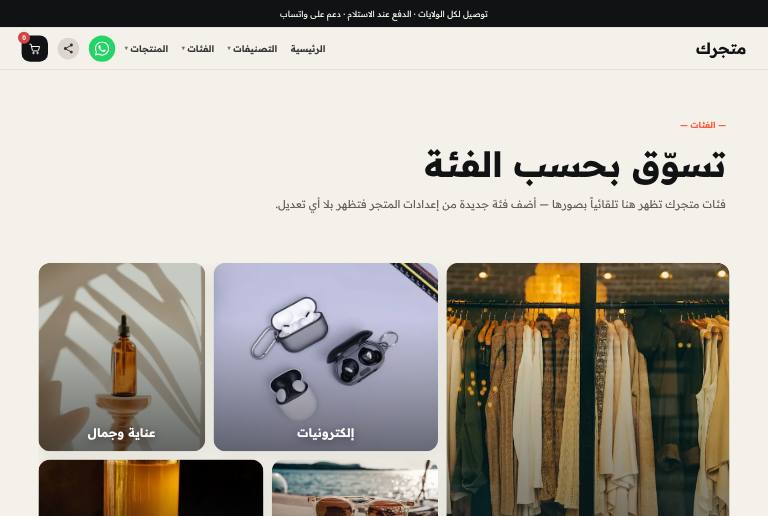 توصيل لكل الولايات · الدفع عند الاستلام · دعم على واتساب
متجرك
الرئيسية
التصنيفات
الفئات
المنتجات
0
— الفئات —
تسوّق بحسب الفئة
فئات متجرك تظهر هنا تلقائياً بصورها — أضف فئة جديدة من إعدادات المتجر فتظهر بلا أي تعديل.
إلكترونيات
عناية وجمال